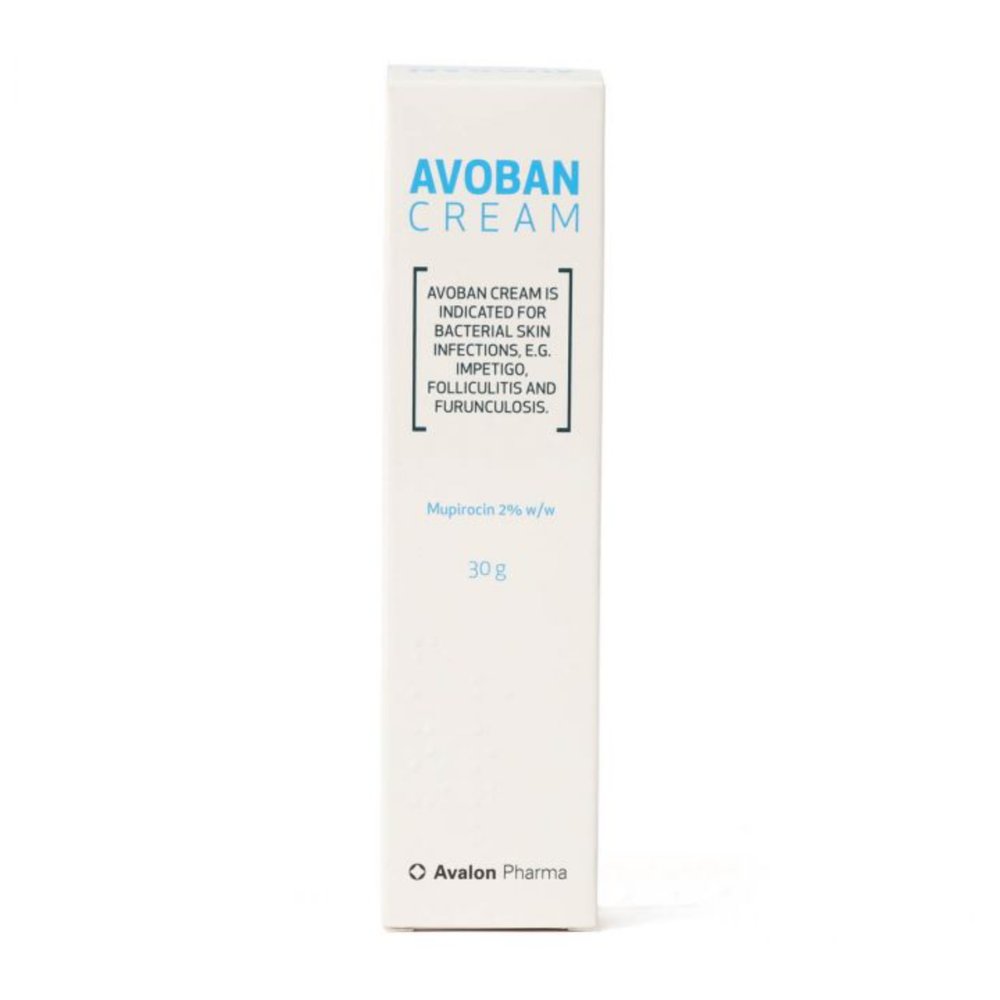 AVOBAN
CREAM
AVOBAN CREAM IS
INDICATED FOR
BACTERIAL SKIN
INFECTIONS, E.G.
IMPETIGO,
FOLLICULITIS AND
FURUNCULOSIS.
Mupirocin 2% w/w
30 g
Avalon Pharma